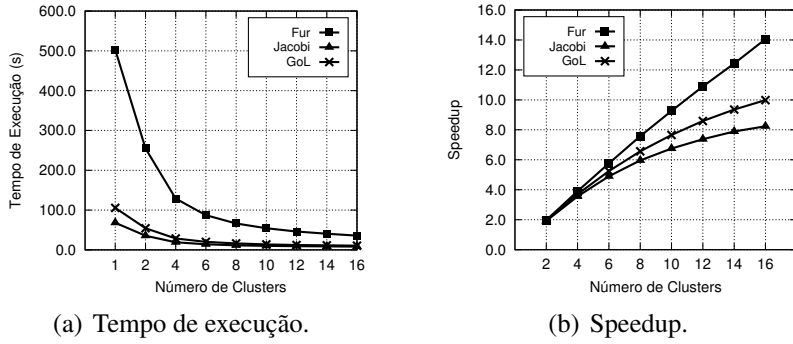 Tempo de Execução (s)
600.0
500.0
400.0
300.0
200.0
100.0
0.0
Fur
Jacobi
GoL
1 2 4 6 8 10 12 14 16
Número de Clusters
(a) Tempo de execução.
Speedup
16.0
14.0
12.0
10.0
8.0
6.0
4.0
2.0
0.0
Fur
Jacobi
GoL
2 4 6 8 10 12 14 16
Número de Clusters
(b) Speedup.